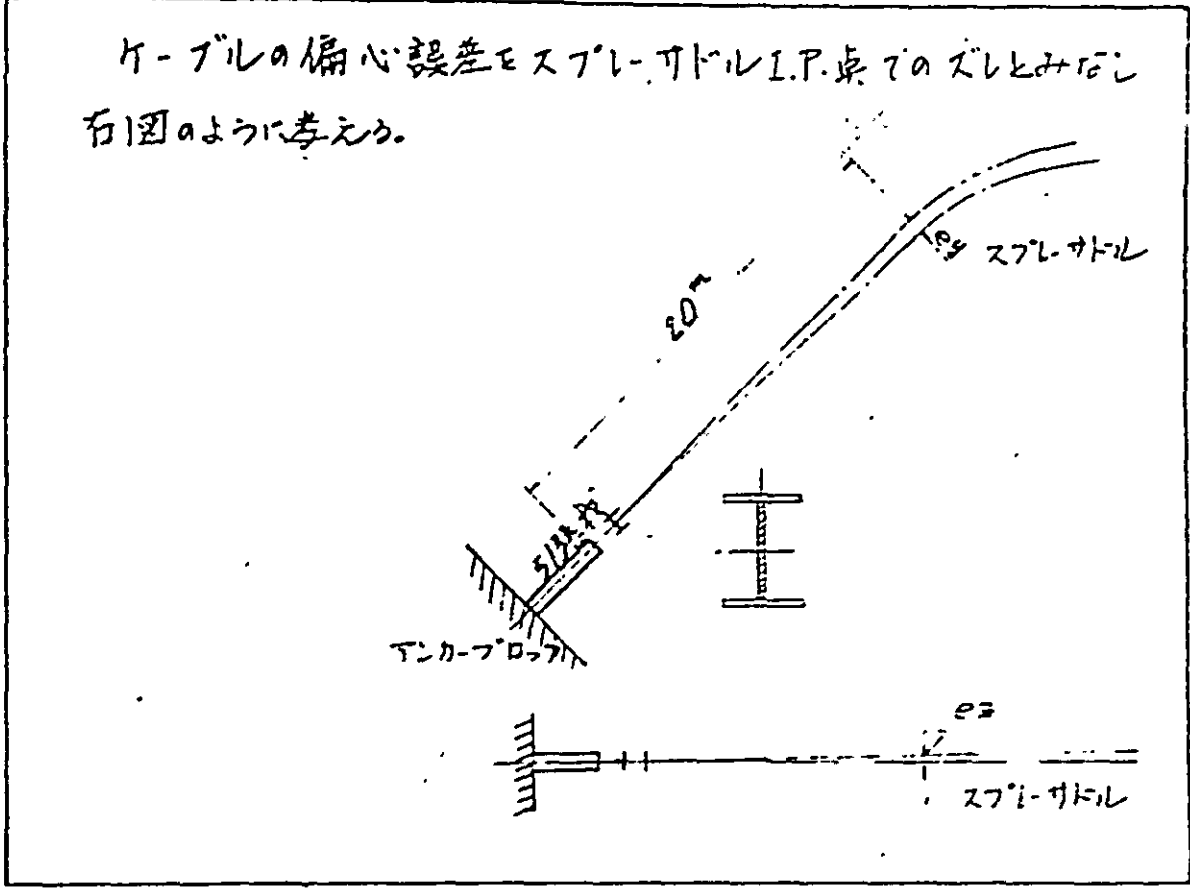 ケーブルの偏心誤差をスプレーサドルI.P.点でのズレとみなし
右図のように考える。
ey
スプレーサドル
20m
アンカーブロック
ez
スプレーサドル